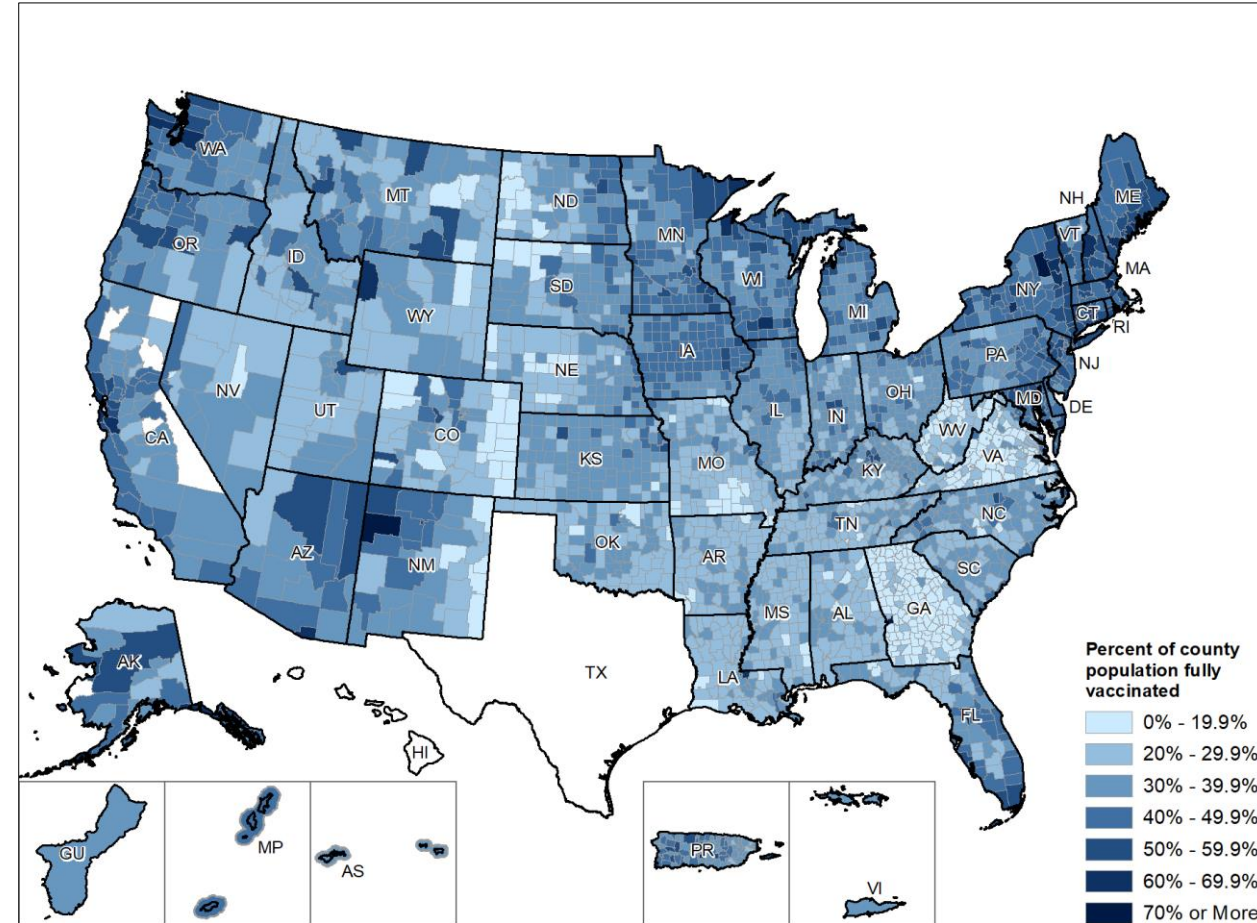 WA
MT
ND
MN
OR
ID
SD
WI
MI
NH
ME
VT
NY
MA
CT
RI
WY
NE
IA
PA
NJ
NV
UT
CO
KS
MO
IL
IN
OH
MD
DE
WV
VA
CA
KY
AZ
NM
OK
AR
TN
NC
SC
MS
AL
GA
TX
LA
FL
AK
HI
GU
MP
AS
PR
VI
Percent of county
population fully
vaccinated
0% - 19.9%
20% - 29.9%
30% - 39.9%
40% - 49.9%
50% - 59.9%
60% - 69.9%
70% or More